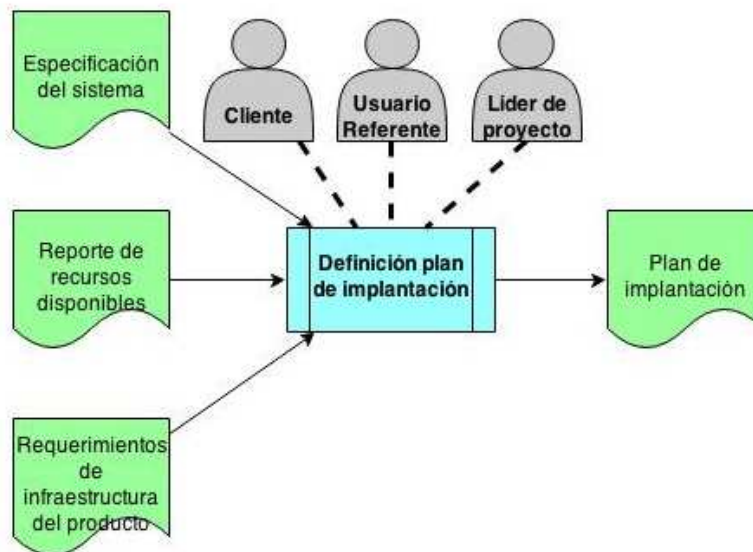 Especificación
del sistema
Cliente
Usuario
Referente
Lider de
proyecto
Reporte de
recursos
disponibles
Definición plan
de implantación
Plan de
implantación
Requerimientos
de
infraestructura
del producto